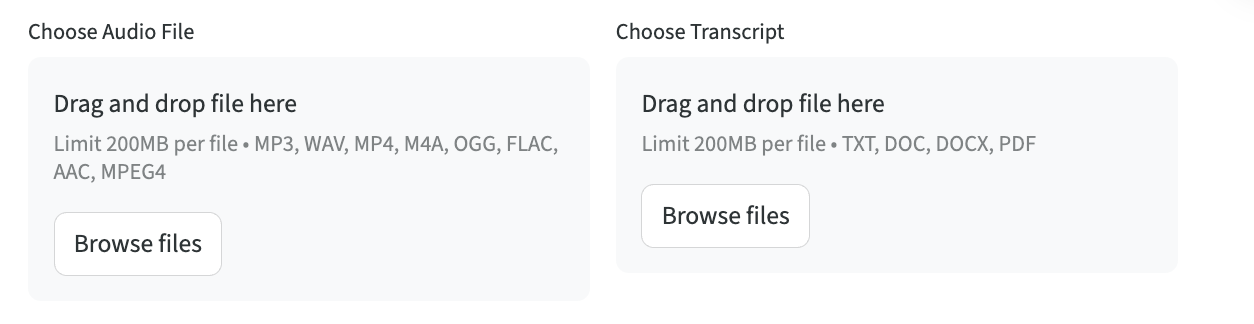 Choose Audio File
Drag and drop file here
Limit 200MB per file • MP3, WAV, MP4, M4A, OGG, FLAC,
AAC, MPEG4
Browse files
Choose Transcript
Drag and drop file here
Limit 200MB per file • TXT, DOC, DOCX, PDF
Browse files